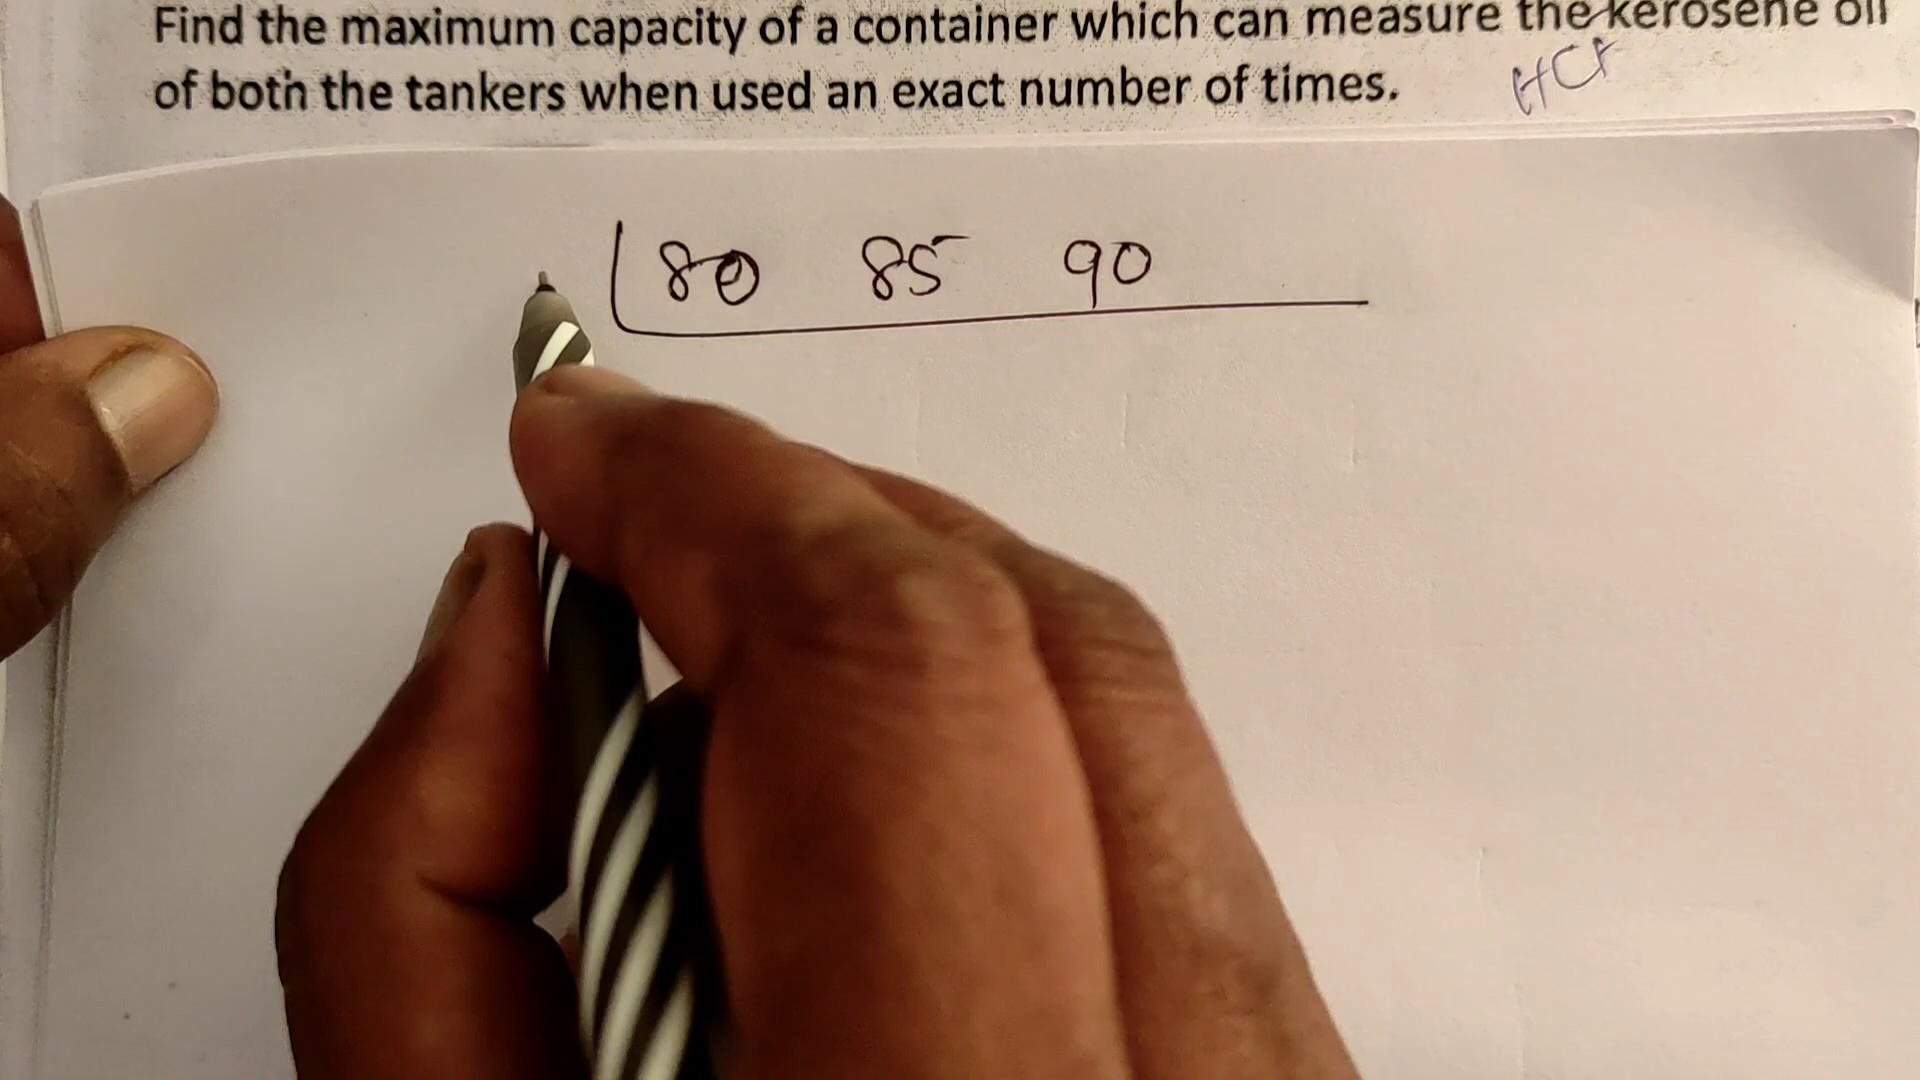 Find the maximum capacity of a container which can measure the kerosene oil
of both the tankers when used an exact number of times.
HCF
80 85 90